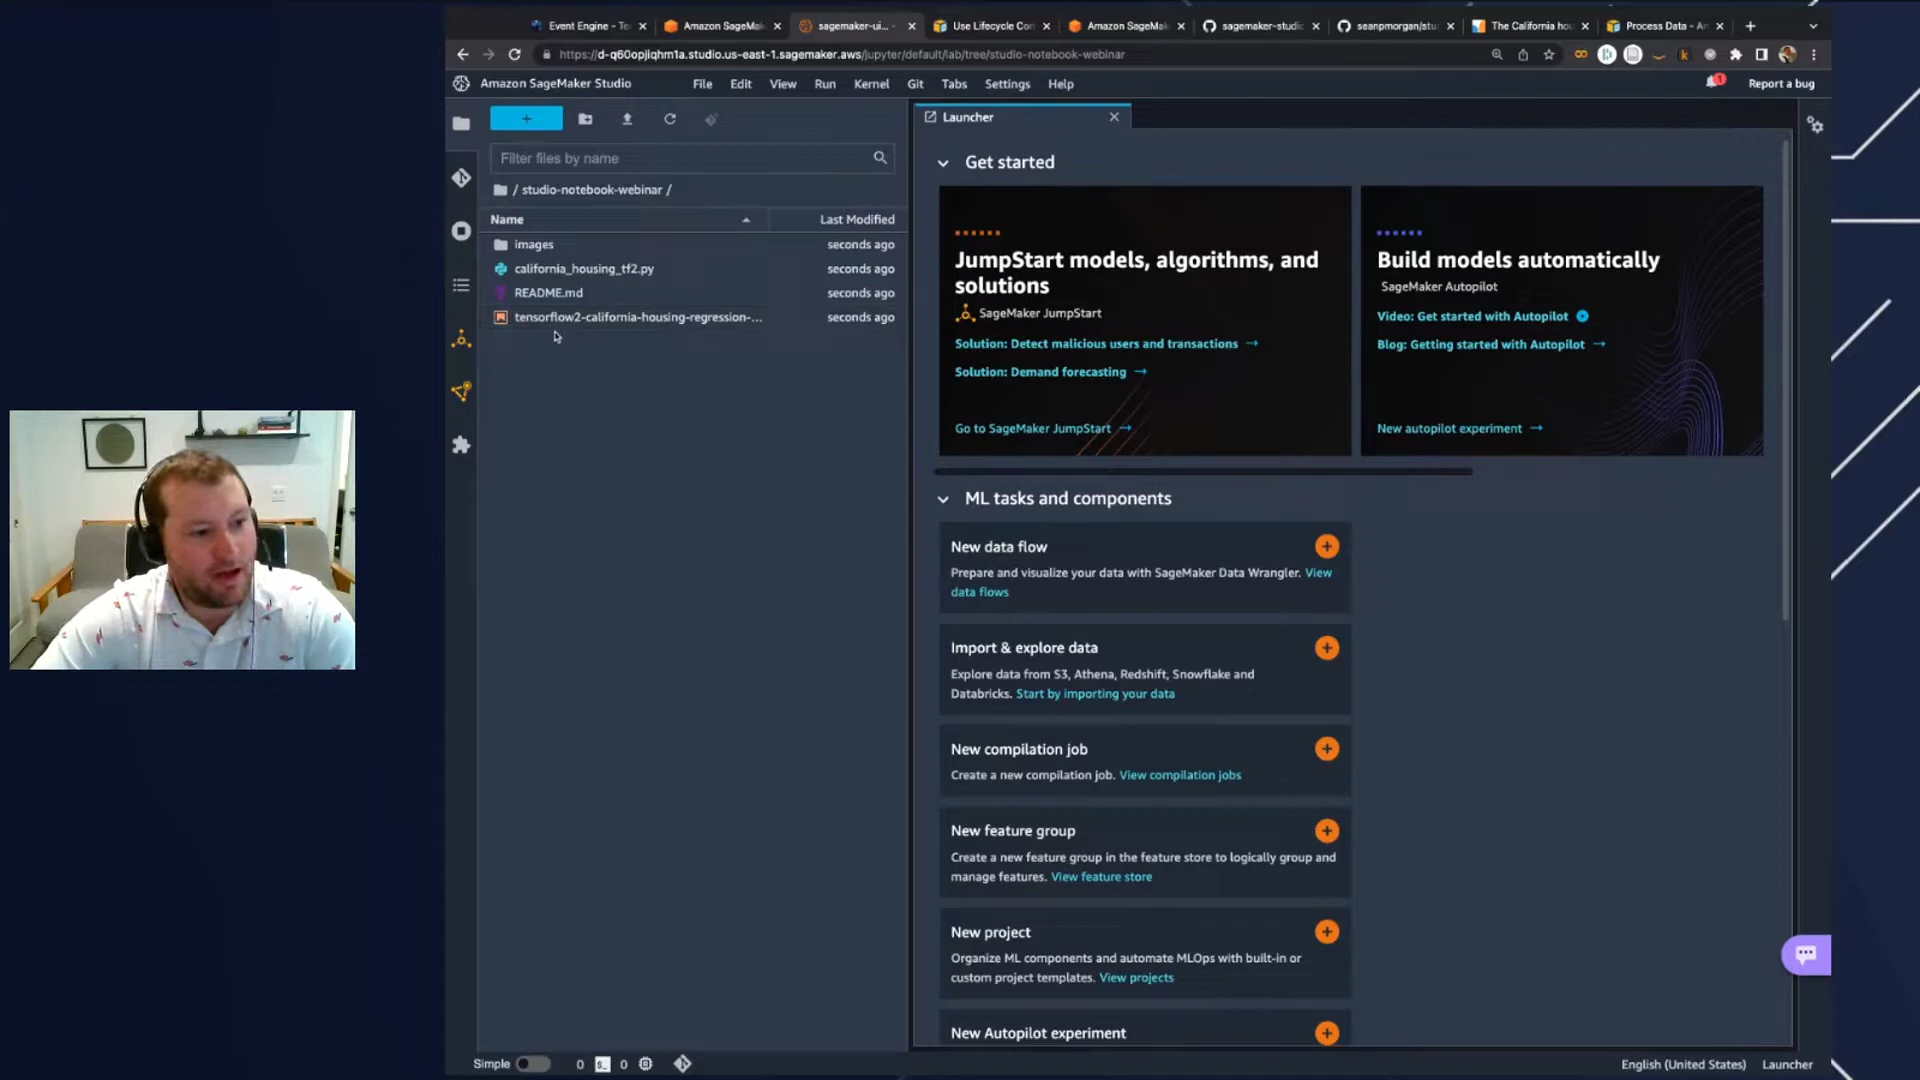 Event Engine - Te
Amazon SageMak
sagemaker-ui...
Use Lifecycle Con
Amazon SageMak
sagemaker-studio
seanpmorgan/stu
The California hou
Process Data - Am
https://d-q60opjiqhm1a.studio.us-east-1.sagemaker.aws/jupyter/default/lab/tree/studio-notebook-webinar
Amazon SageMaker Studio
File
Edit
View
Run
Kernel
Git
Tabs
Settings
Help
1
Report a bug
Filter files by name
/ studio-notebook-webinar /
Name
Last Modified
images
seconds ago
california_housing_tf2.py
seconds ago
README.md
seconds ago
tensorflow2-california-housing-regression-...
seconds ago
Launcher
Get started
JumpStart models, algorithms, and
solutions
SageMaker JumpStart
Solution: Detect malicious users and transactions
Solution: Demand forecasting
Go to SageMaker JumpStart
Build models automatically
SageMaker Autopilot
Video: Get started with Autopilot
Blog: Getting started with Autopilot
New autopilot experiment
ML tasks and components
New data flow
Prepare and visualize your data with SageMaker Data Wrangler. View
data flows
Import & explore data
Explore data from S3, Athena, Redshift, Snowflake and
Databricks. Start by importing your data
New compilation job
Create a new compilation job. View compilation jobs
New feature group
Create a new feature group in the feature store to logically group and
manage features. View feature store
New project
Organize ML components and automate MLOps with built-in or
custom project templates. View projects
New Autopilot experiment
Simple
0
0
English (United States)
Launcher